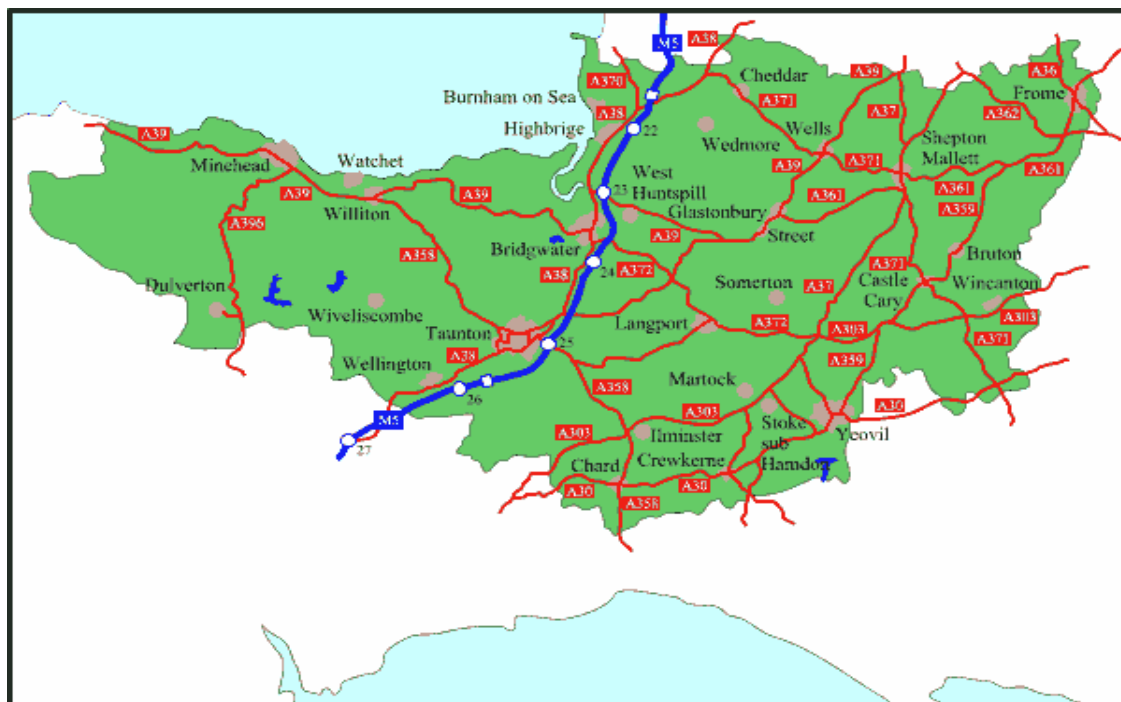 M5
A38
A370
Cheddar
A39
A36
Frome
Burnham on Sea
A38
A371
A37
A362
Highbrige
22
Wells
Shepton
Mallett
A39
Wedmore
Minehead
Watchet
A39
A371
A361
A361
West
Huntspill
23
A39
Williton
A39
Glastonbury
A361
A359
A396
Street
A358
Bridgwater
A39
Bruton
A38
24
A372
A371
Castle
Cary
Wincanton
Dulverton
Somerton
A37
Wiveliscombe
Langport
A372
A303
A303
Taunton
A371
25
Wellington
A38
A359
A358
Martock
26
M5
A303
A30
27
A303
Ilminster
Stoke
sub
Hamdon
Yeovil
Chard
Crewkerne
A30
A30
A358